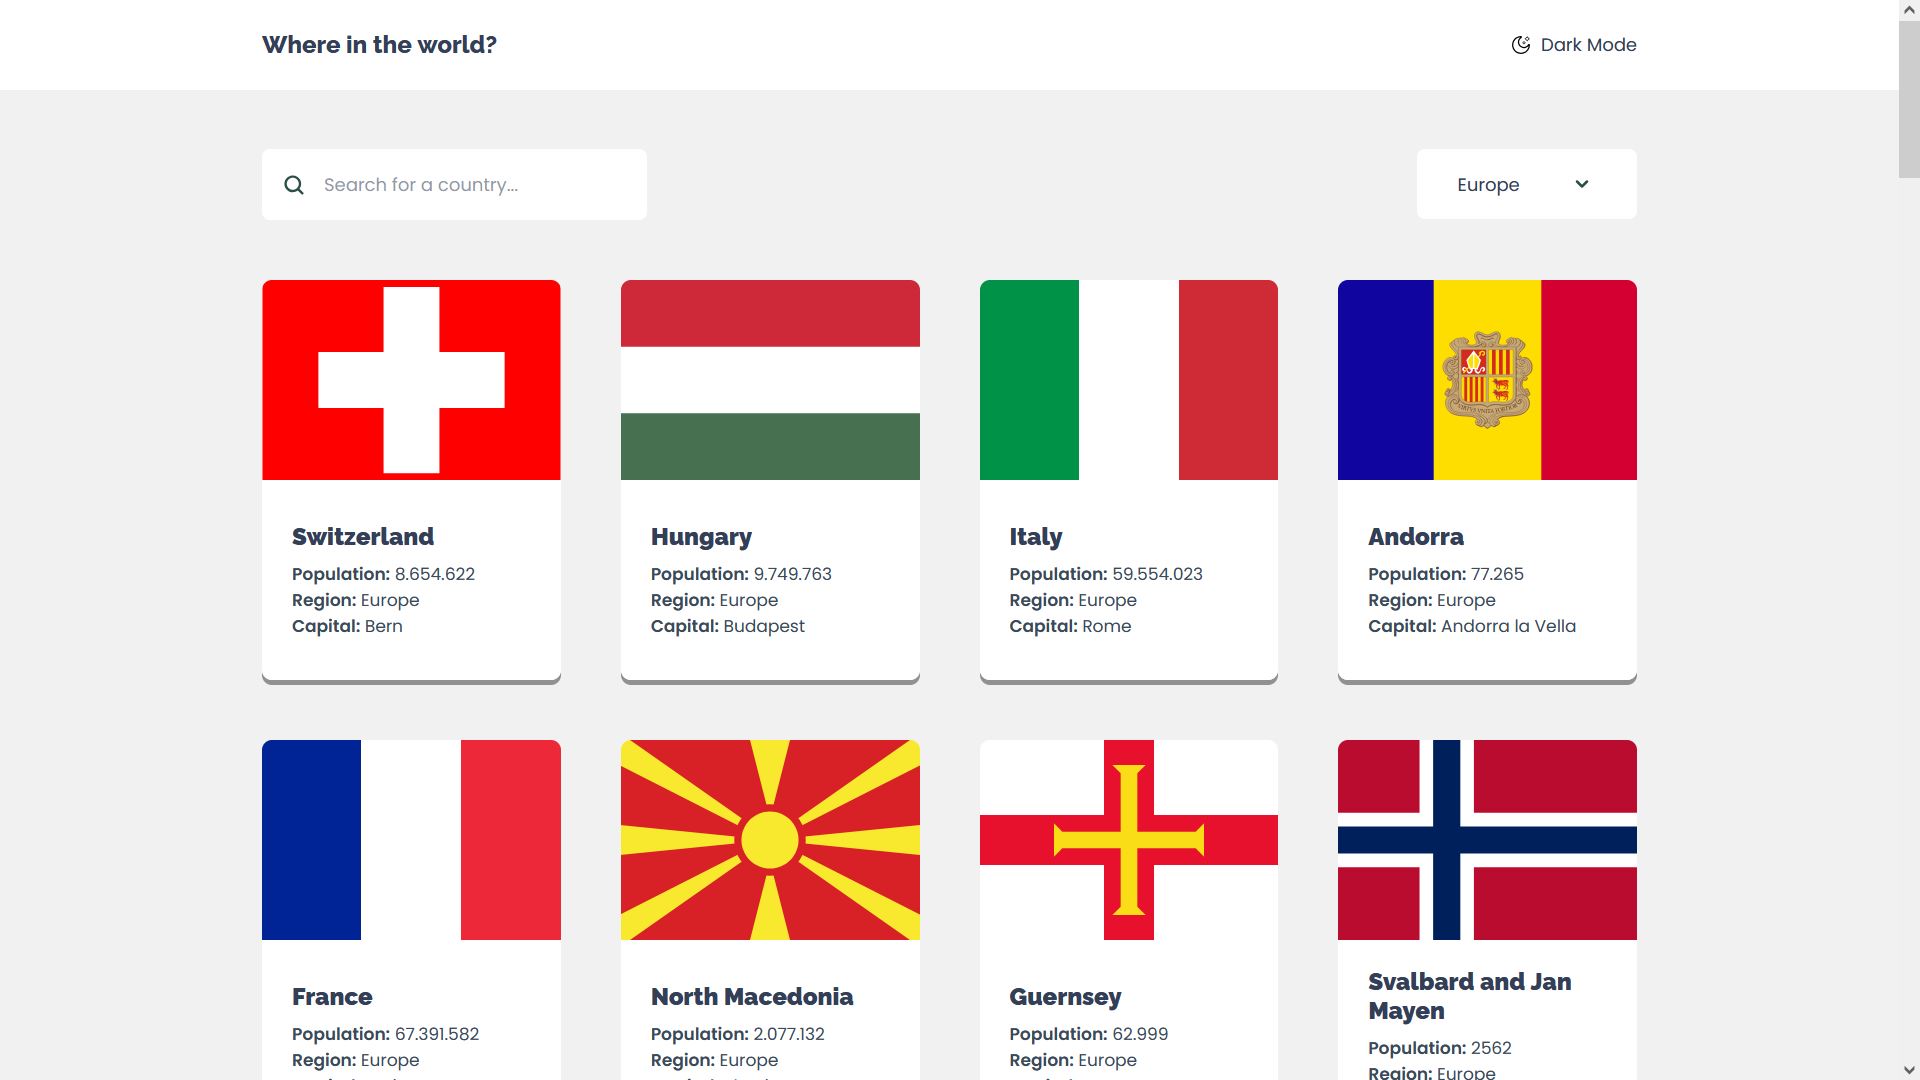 Where in the world?
Dark Mode
Search for a country...
Europe
Switzerland
Population: 8.654.622
Region: Europe
Capital: Bern
Hungary
Population: 9.749.763
Region: Europe
Capital: Budapest
Italy
Population: 59.554.023
Region: Europe
Capital: Rome
Andorra
Population: 77.265
Region: Europe
Capital: Andorra la Vella
France
Population: 67.391.582
Region: Europe
North Macedonia
Population: 2.077.132
Region: Europe
Guernsey
Population: 62.999
Region: Europe
Svalbard and Jan
Mayen
Population: 2562
Region: Europe